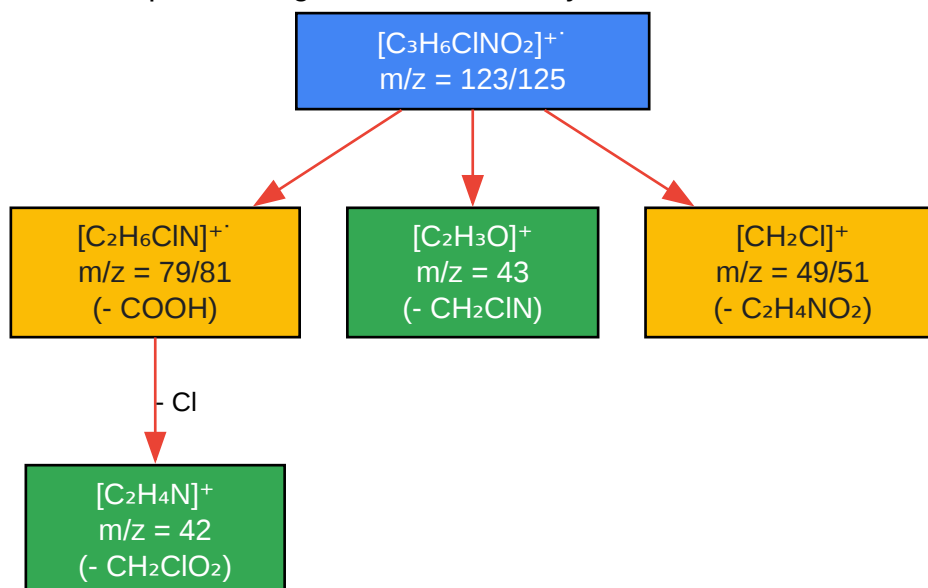 [C₃H₆ClNO₂]⁺˙
m/z = 123/125
[C₂H₆ClN]⁺˙
m/z = 79/81
(- COOH)
[C₂H₃O]⁺
m/z = 43
(- CH₂ClN)
[CH₂Cl]⁺
m/z = 49/51
(- C₂H₄NO₂)
- Cl
[C₂H₄N]⁺
m/z = 42
(- CH₂ClO₂)